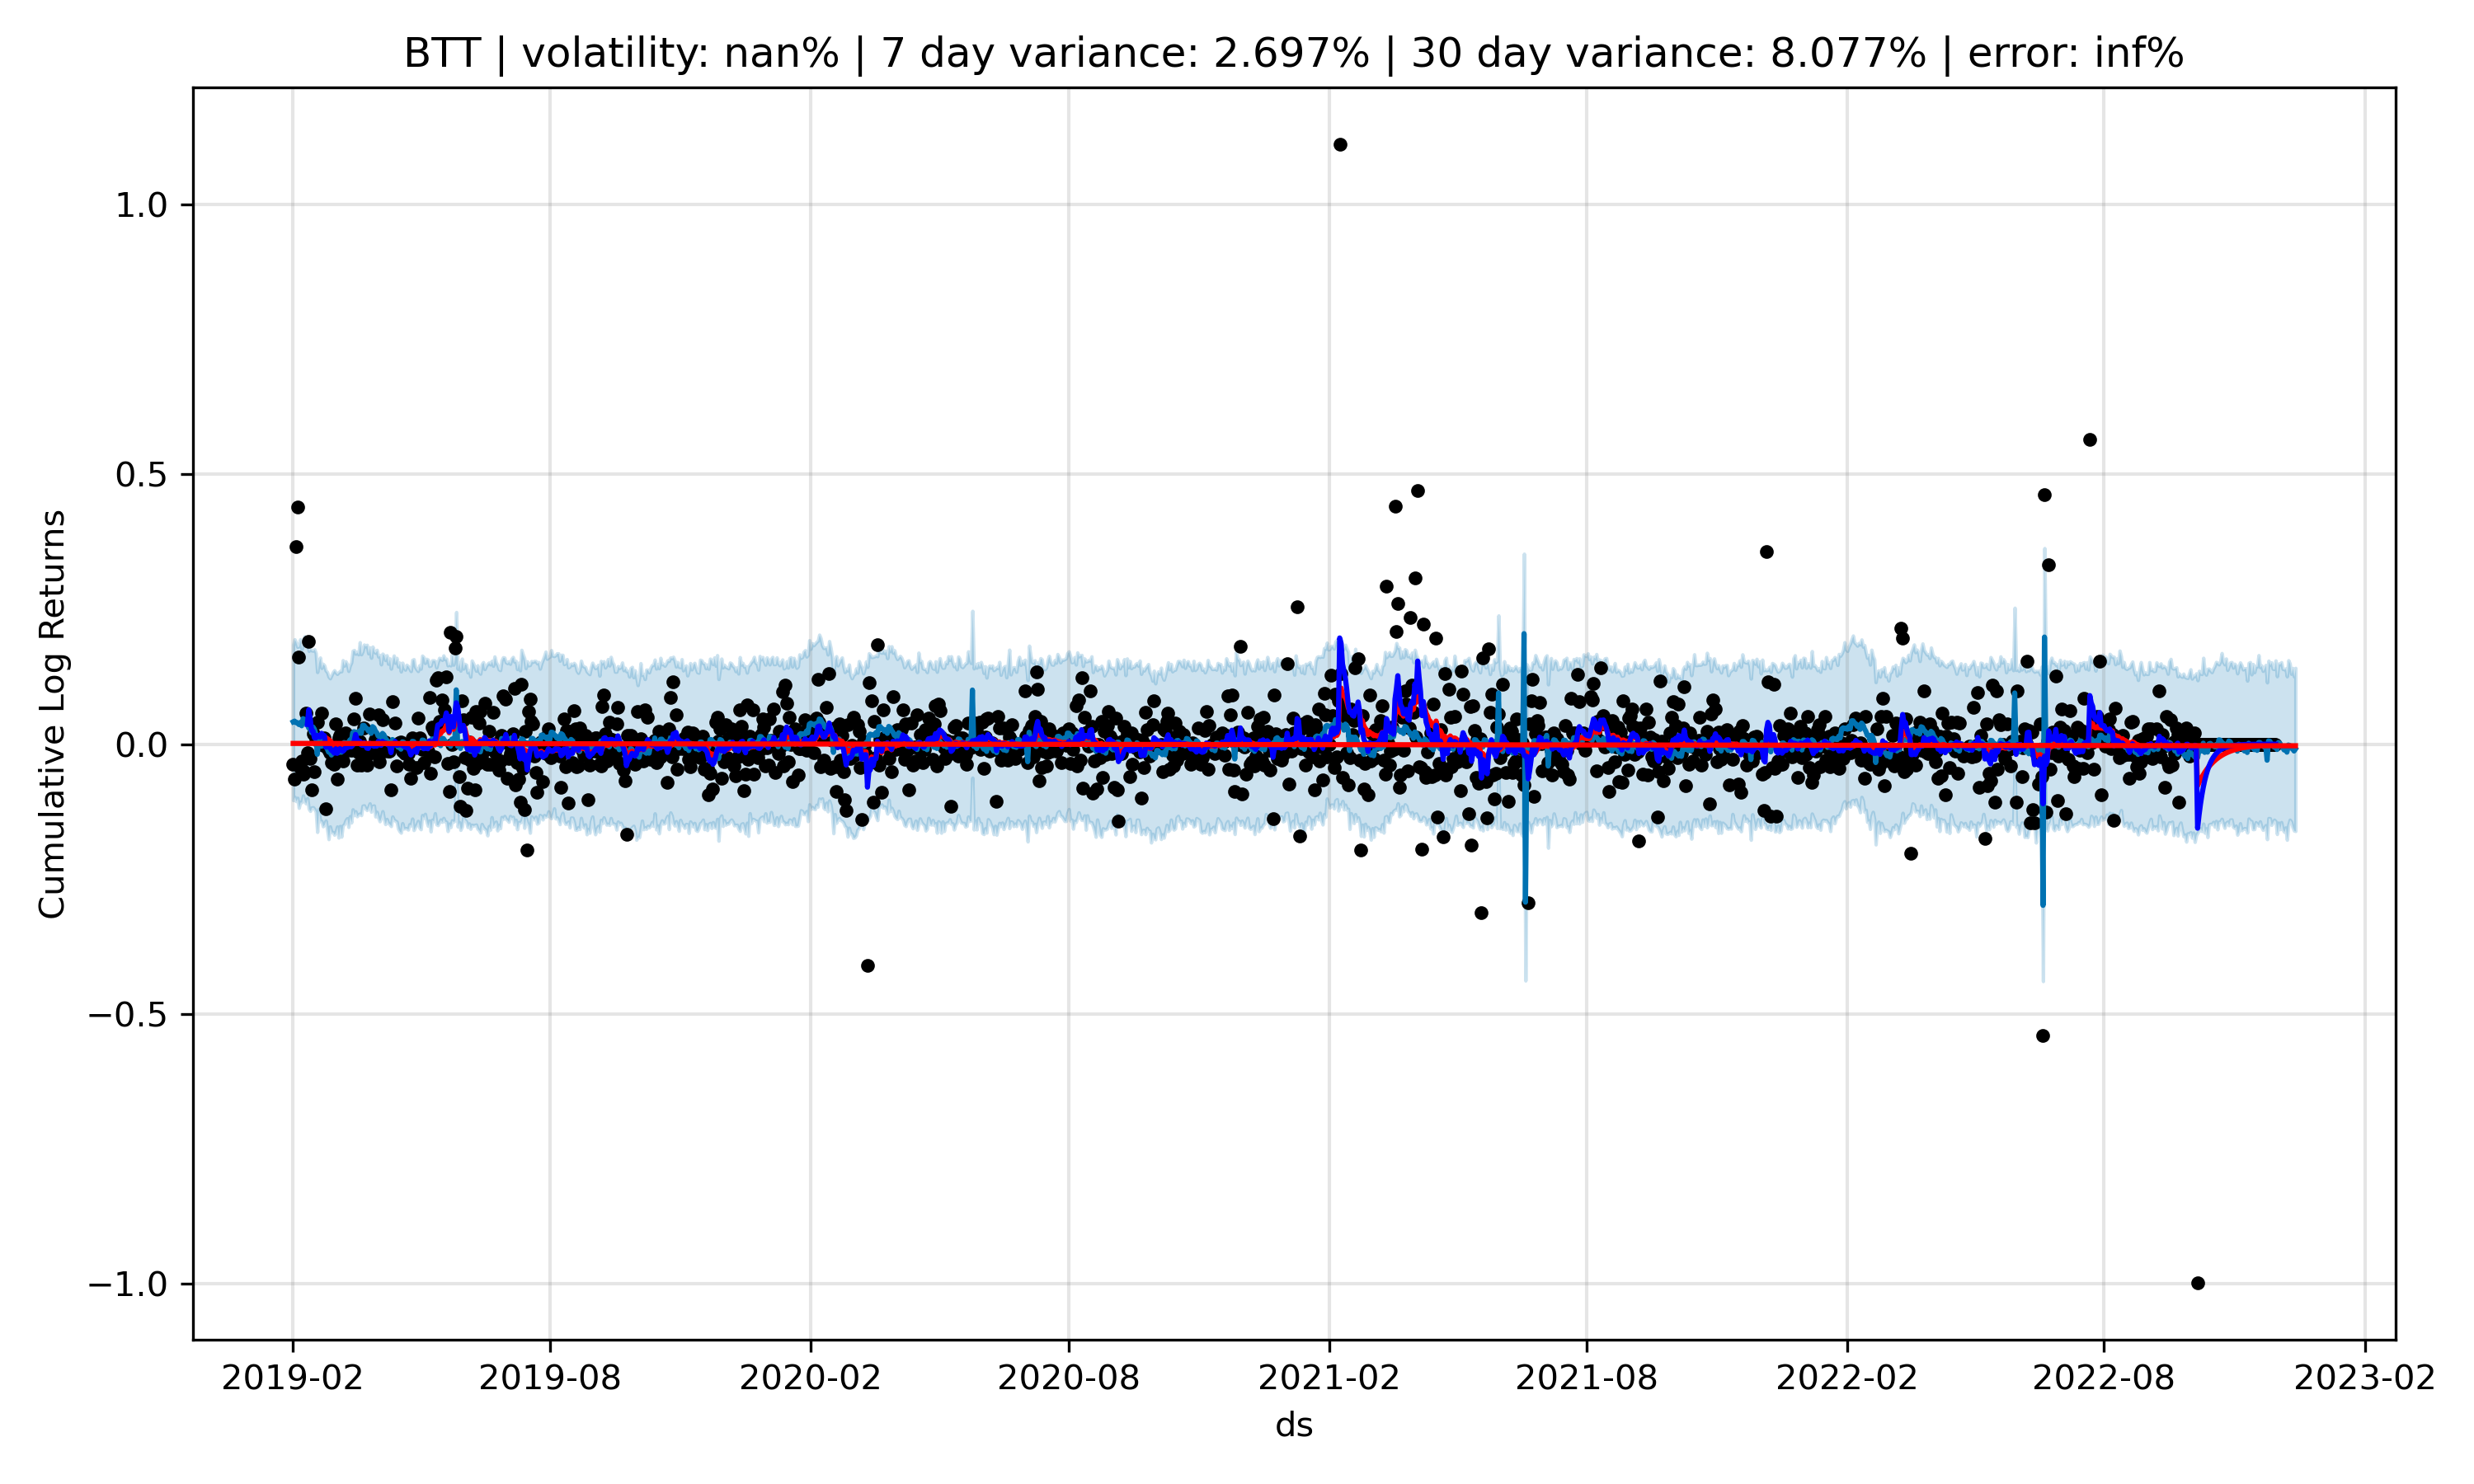 BTT | volatility: nan% | 7 day variance: 2.697% | 30 day variance: 8.077% | error: inf%
Cumulative Log Returns
1.0
0.5
0.0
−0.5
−1.0
2019-02 2019-08 2020-02 2020-08 2021-02 2021-08 2022-02 2022-08 2023-02
ds